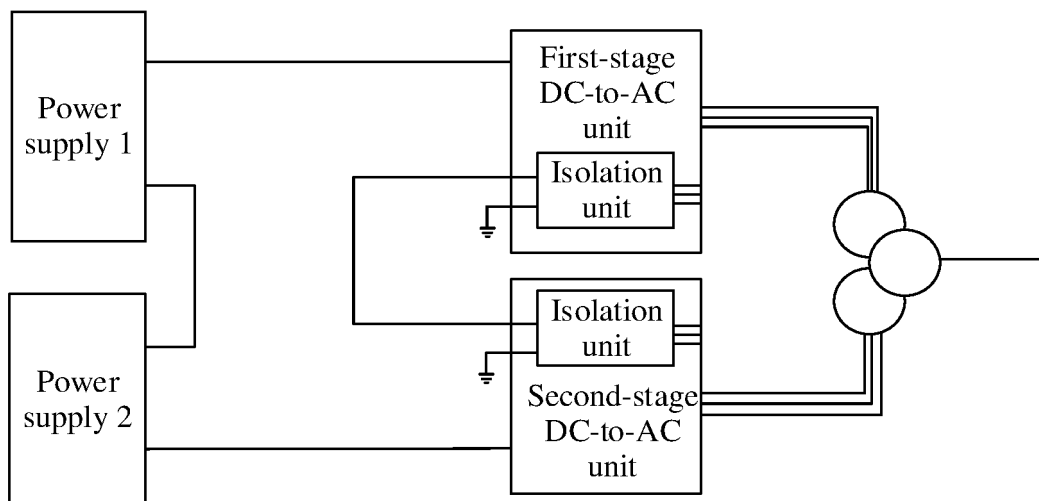 Power
supply 1
First-stage
DC-to-AC
unit
Isolation
unit
Power
supply 2
Isolation
unit
Second-stage
DC-to-AC
unit